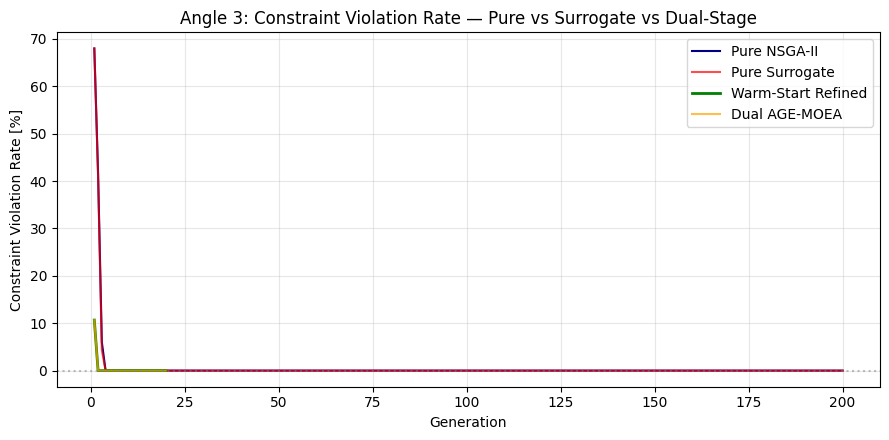 Angle 3: Constraint Violation Rate — Pure vs Surrogate vs Dual-Stage
Constraint Violation Rate [%]
70
60
50
40
30
20
10
0
Pure NSGA-II
Pure Surrogate
Warm-Start Refined
Dual AGE-MOEA
0 25 50 75 100 125 150 175 200
Generation